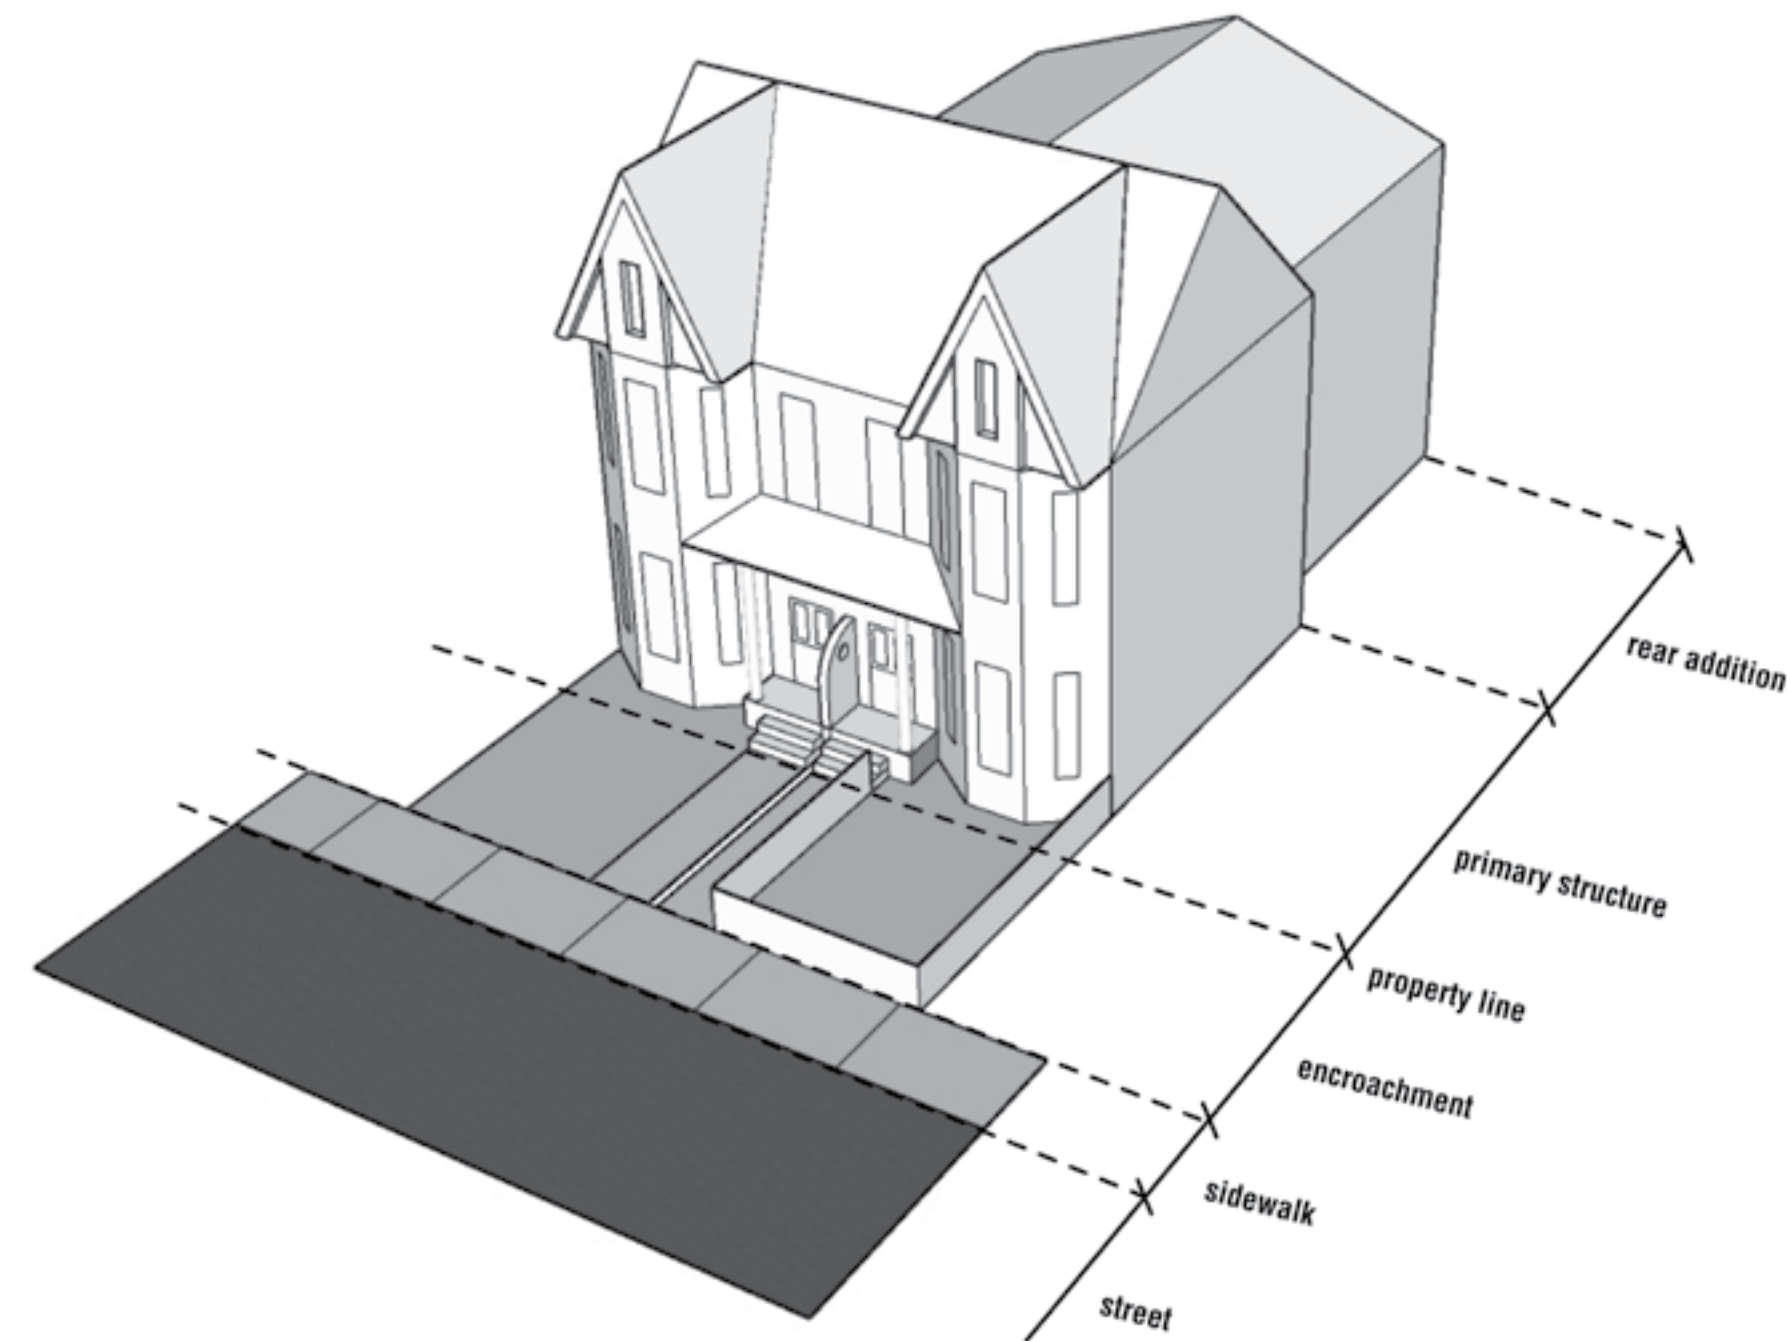 rear addition
primary structure
property line
encroachment
sidewalk
street